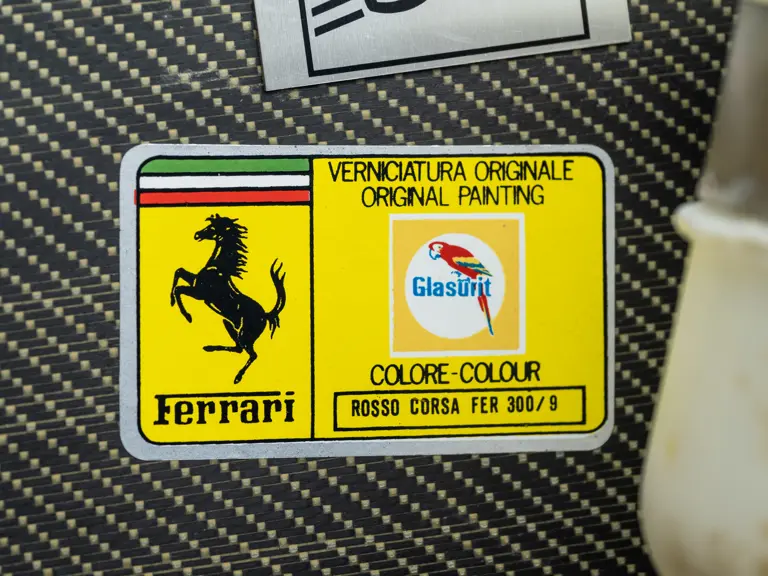 VERNICIATURA ORIGINALE
ORIGINAL PAINTING
Glasurit
COLORE-COLOUR
ROSSO CORSA FER 300/9
Ferrari